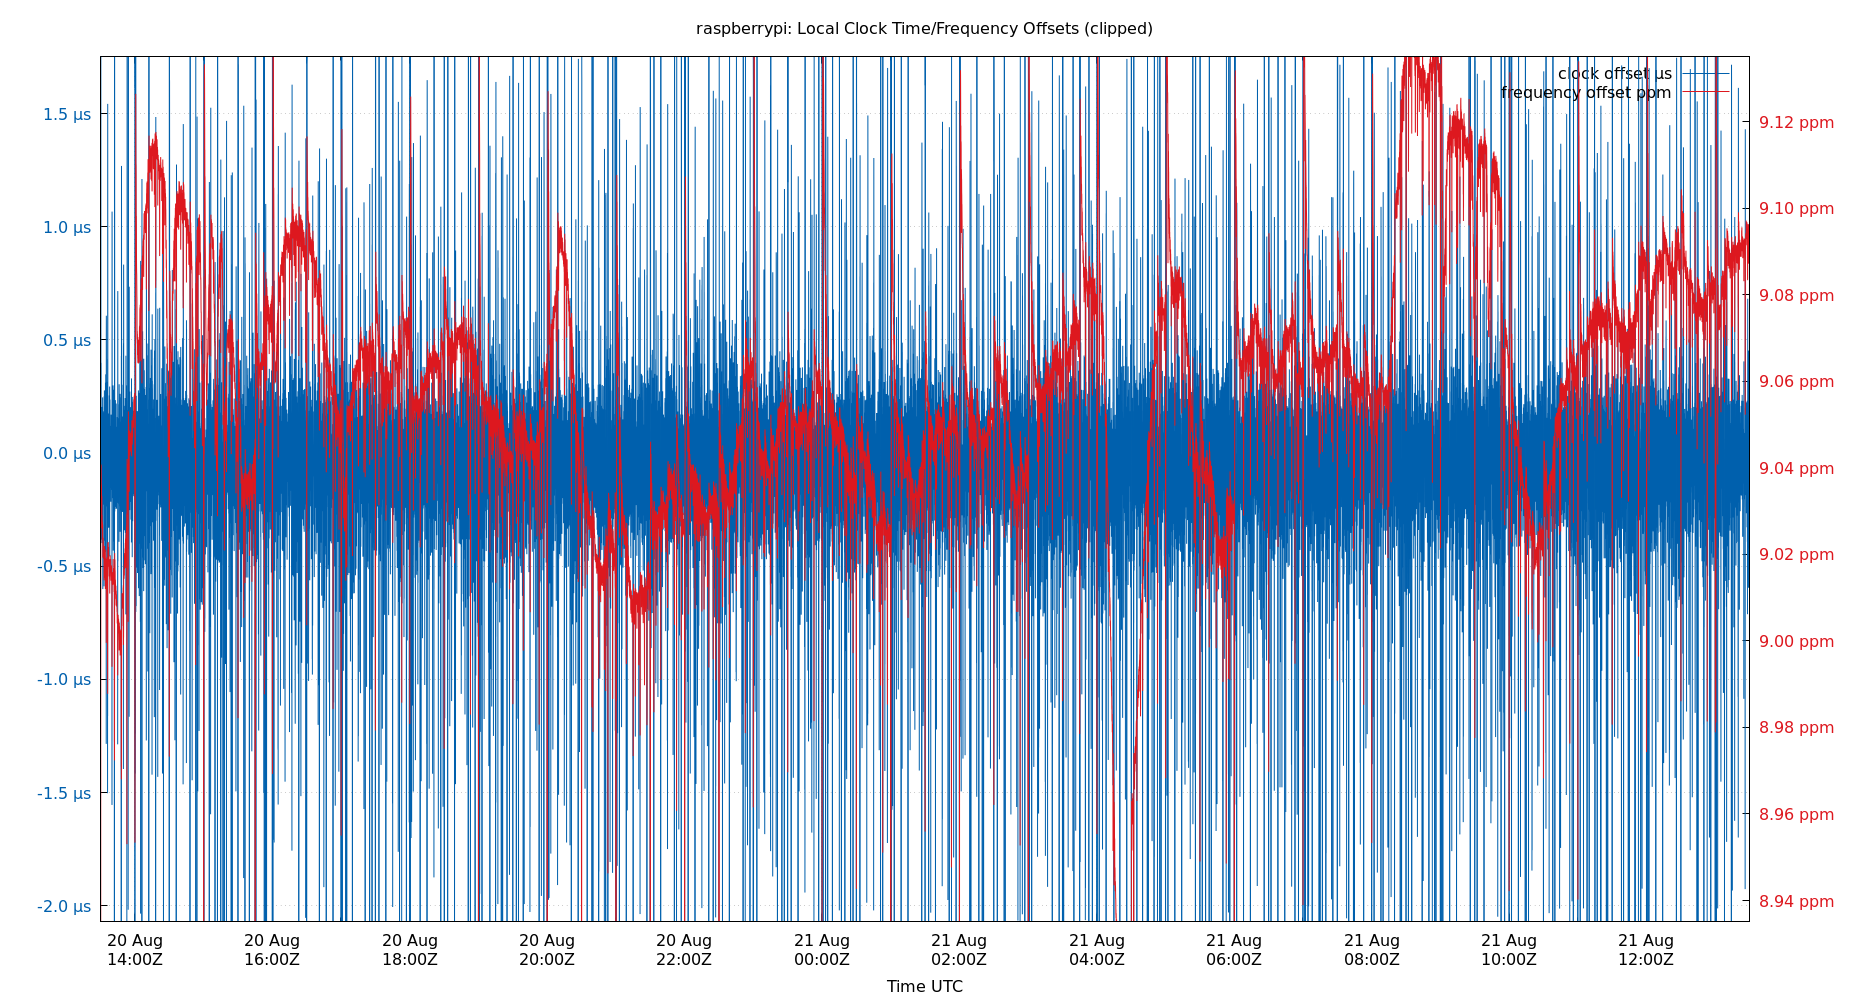 raspberrypi: Local Clock Time/Frequency Offsets (clipped)
clock offset µs
frequency offset ppm
1.5 µs
1.0 µs
0.5 µs
0.0 µs
-0.5 µs
-1.0 µs
-1.5 µs
-2.0 µs
9.12 ppm
9.10 ppm
9.08 ppm
9.06 ppm
9.04 ppm
9.02 ppm
9.00 ppm
8.98 ppm
8.96 ppm
8.94 ppm
20 Aug 20 Aug 20 Aug 20 Aug 20 Aug 21 Aug 21 Aug 21 Aug 21 Aug 21 Aug 21 Aug 21 Aug
14:00Z 16:00Z 18:00Z 20:00Z 22:00Z 00:00Z 02:00Z 04:00Z 06:00Z 08:00Z 10:00Z 12:00Z
Time UTC